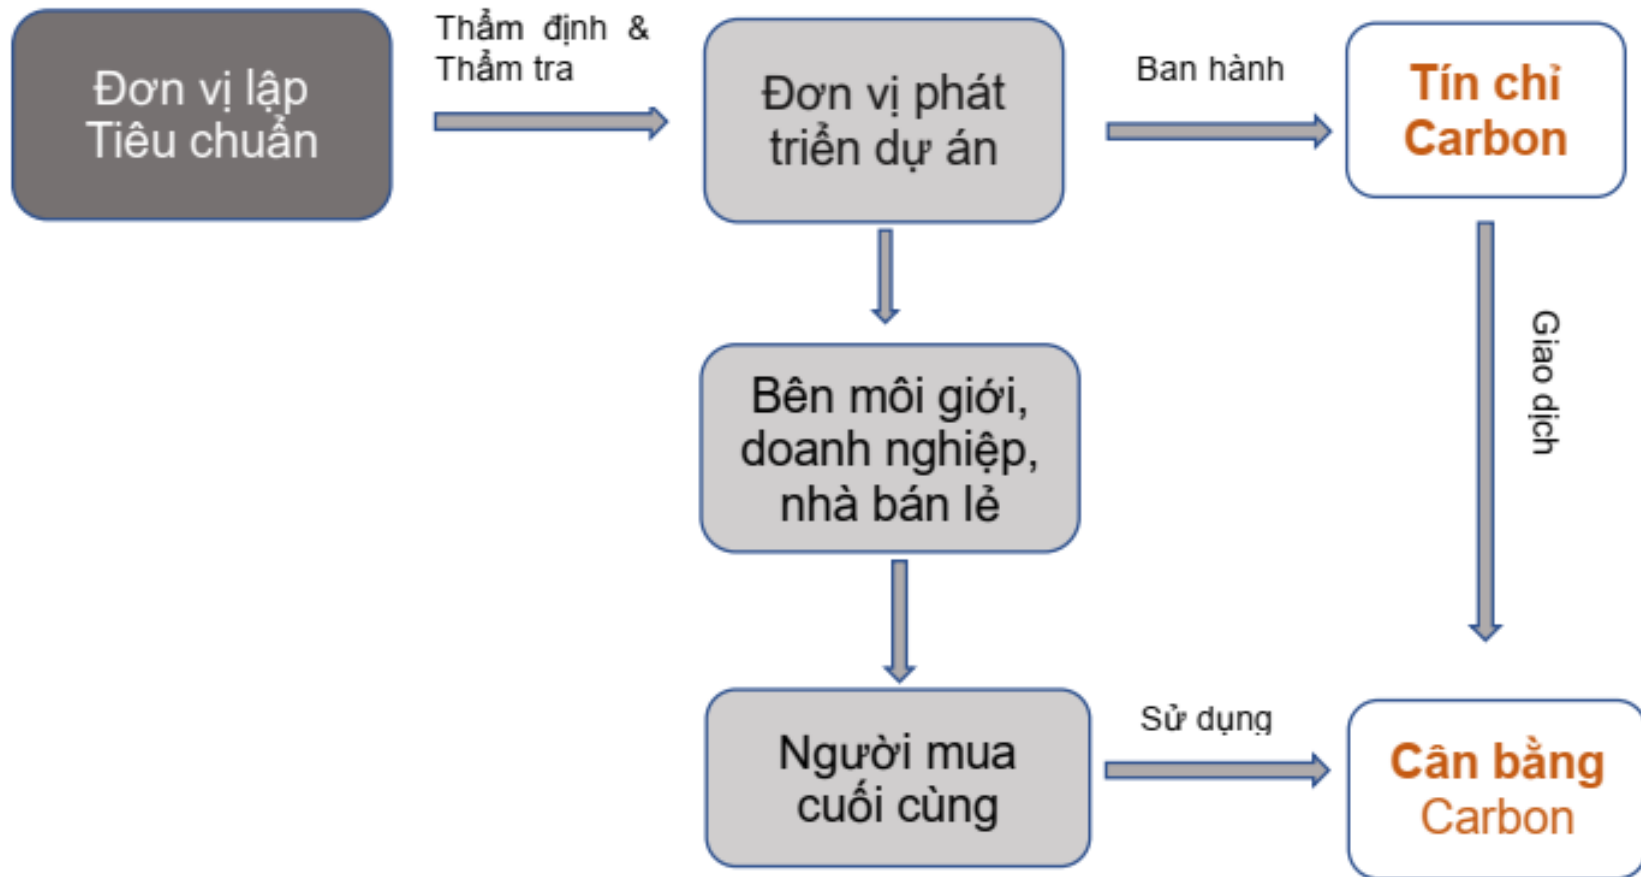 Đơn vị lập
Tiêu chuẩn
Thẩm định &
Thẩm tra
Đơn vị phát
triển dự án
Ban hành
Tín chỉ
Carbon
Bên môi giới,
doanh nghiệp,
nhà bán lẻ
Giao dịch
Người mua
cuối cùng
Sử dụng
Cân bằng
Carbon